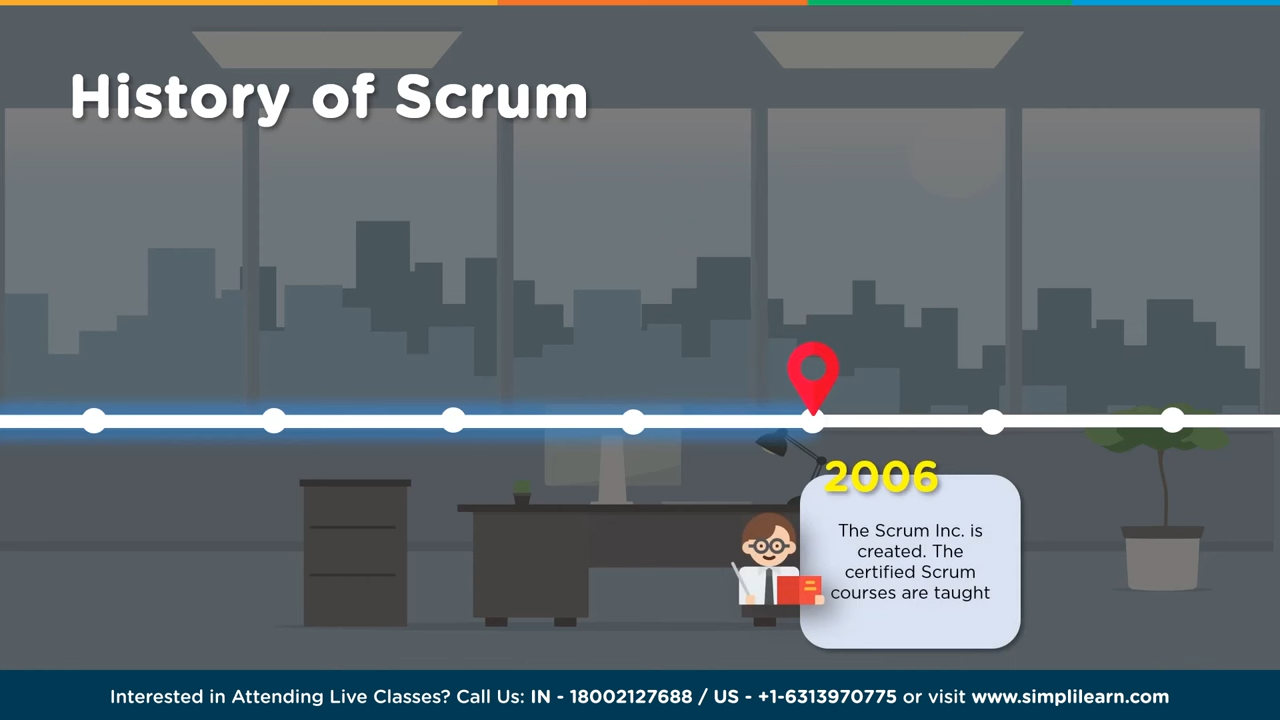 History of Scrum
2006
The Scrum Inc. is
created. The
certified Scrum
courses are taught
Interested in Attending Live Classes? Call Us: IN - 18002127688 / US - +1-6313970775 or visit www.simplilearn.com